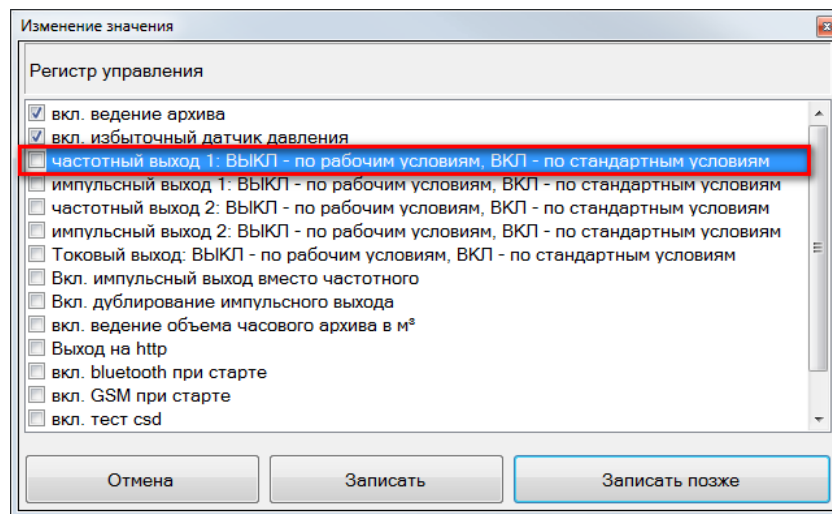 Изменение значения
Регистр управления
вкл. ведение архива
вкл. избыточный датчик давления
частотный выход 1: ВЫКЛ - по рабочим условиям, ВКЛ - по стандартным условиям
импульсный выход 1: ВЫКЛ - по рабочим условиям, ВКЛ - по стандартным условиям
частотный выход 2: ВЫКЛ - по рабочим условиям, ВКЛ - по стандартным условиям
импульсный выход 2: ВЫКЛ - по рабочим условиям, ВКЛ - по стандартным условиям
Токовый выход: ВЫКЛ - по рабочим условиям, ВКЛ - по стандартным условиям
Вкл. импульсный выход вместо частотного
Вкл. дублирование импульсного выхода
вкл. ведение объема часового архива в м³
Выход на http
вкл. bluetooth при старте
вкл. GSM при старте
вкл. тест csd
Отмена
Записать
Записать позже